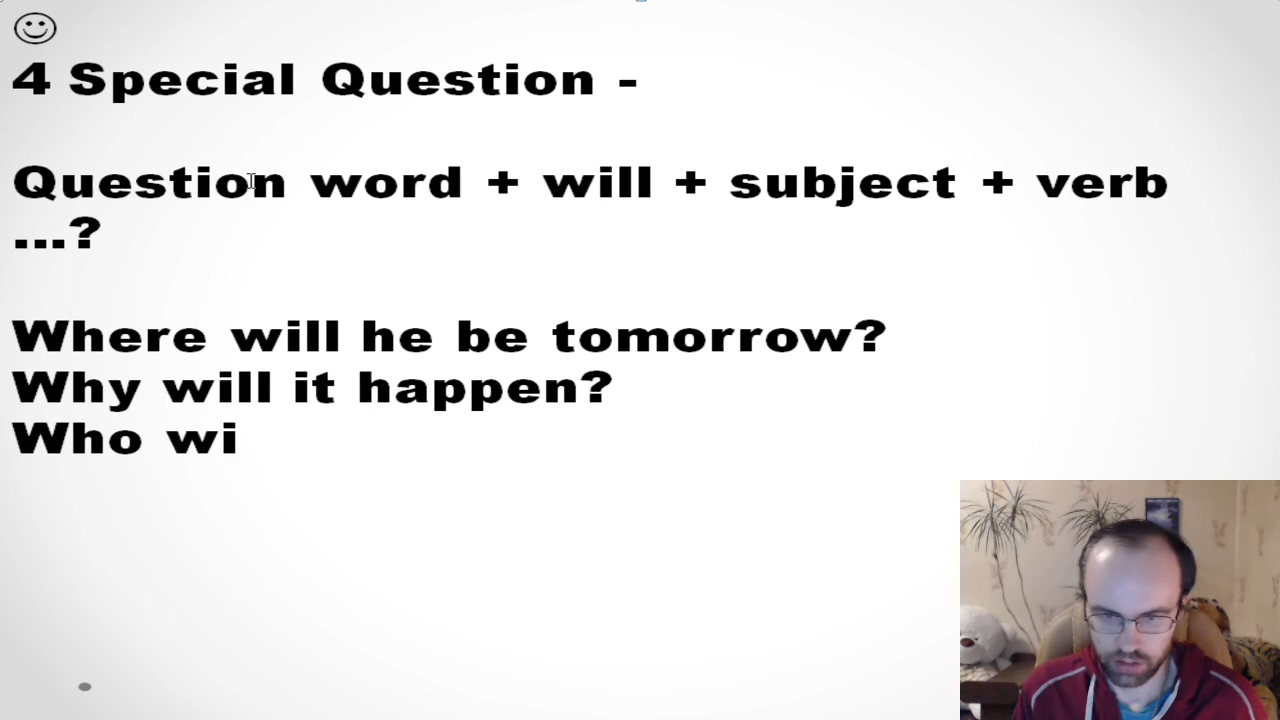 4 Special Question -
Question word + will + subject + verb
...?
Where will he be tomorrow?
Why will it happen?
Who wi